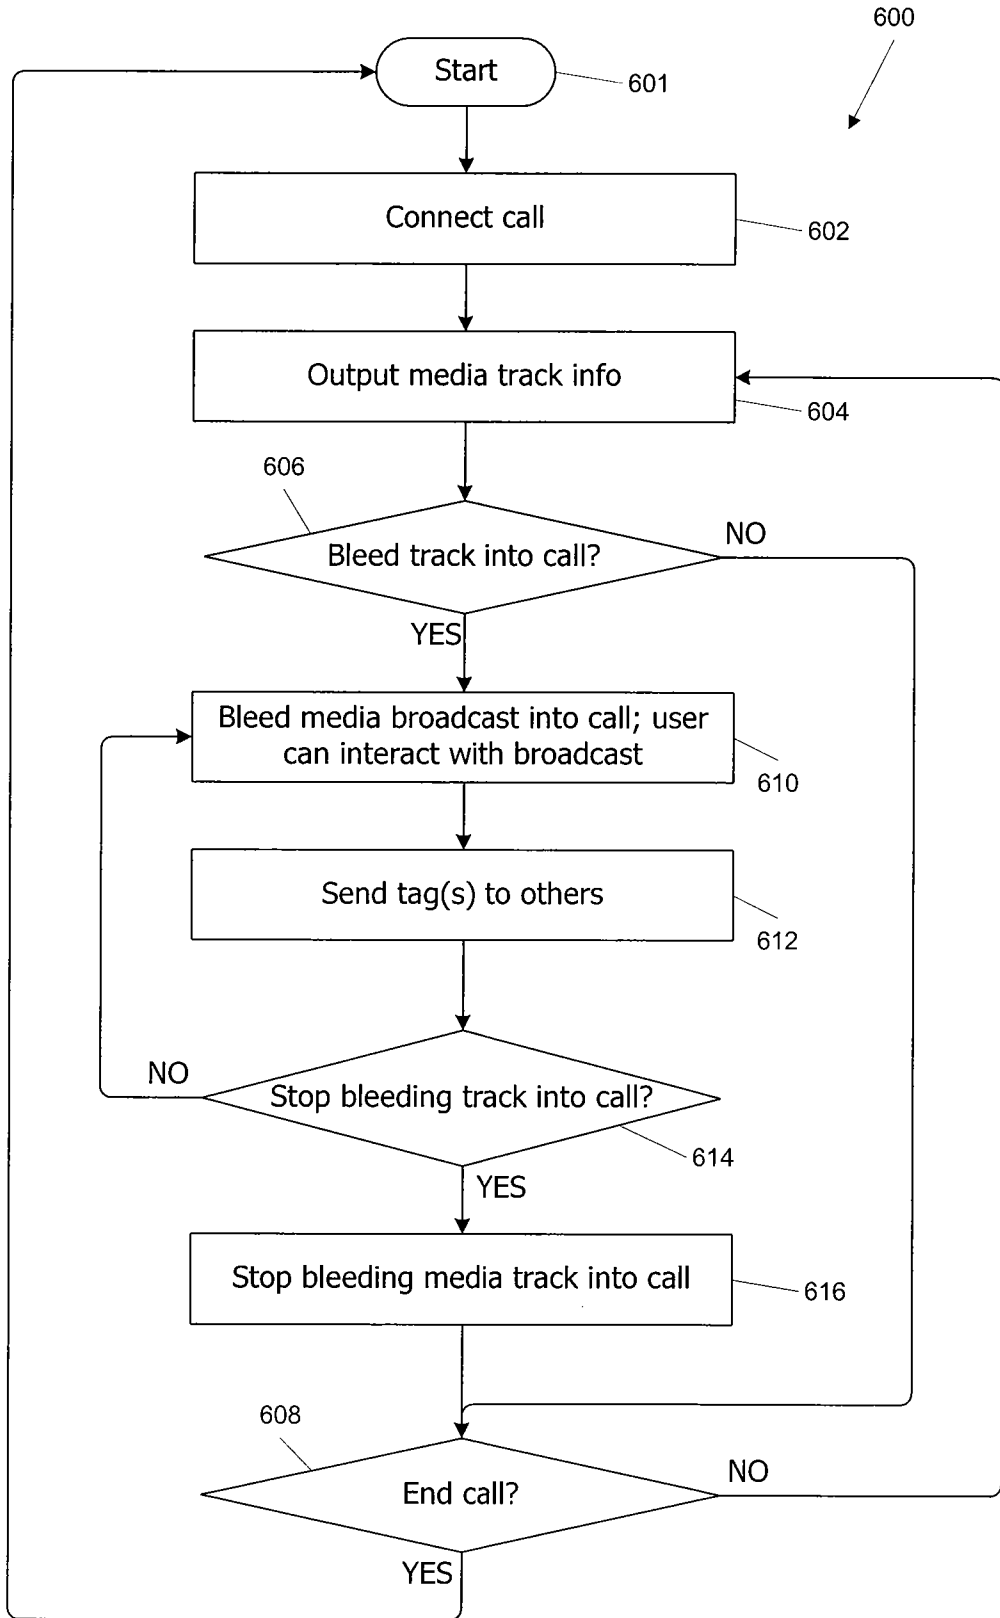 600
Start
601
Connect call
602
Output media track info
604
606
Bleed track into call?
NO
YES
Bleed media broadcast into call; user
can interact with broadcast
610
Send tag(s) to others
612
NO
Stop bleeding track into call?
614
YES
Stop bleeding media track into call
616
608
End call?
NO
YES